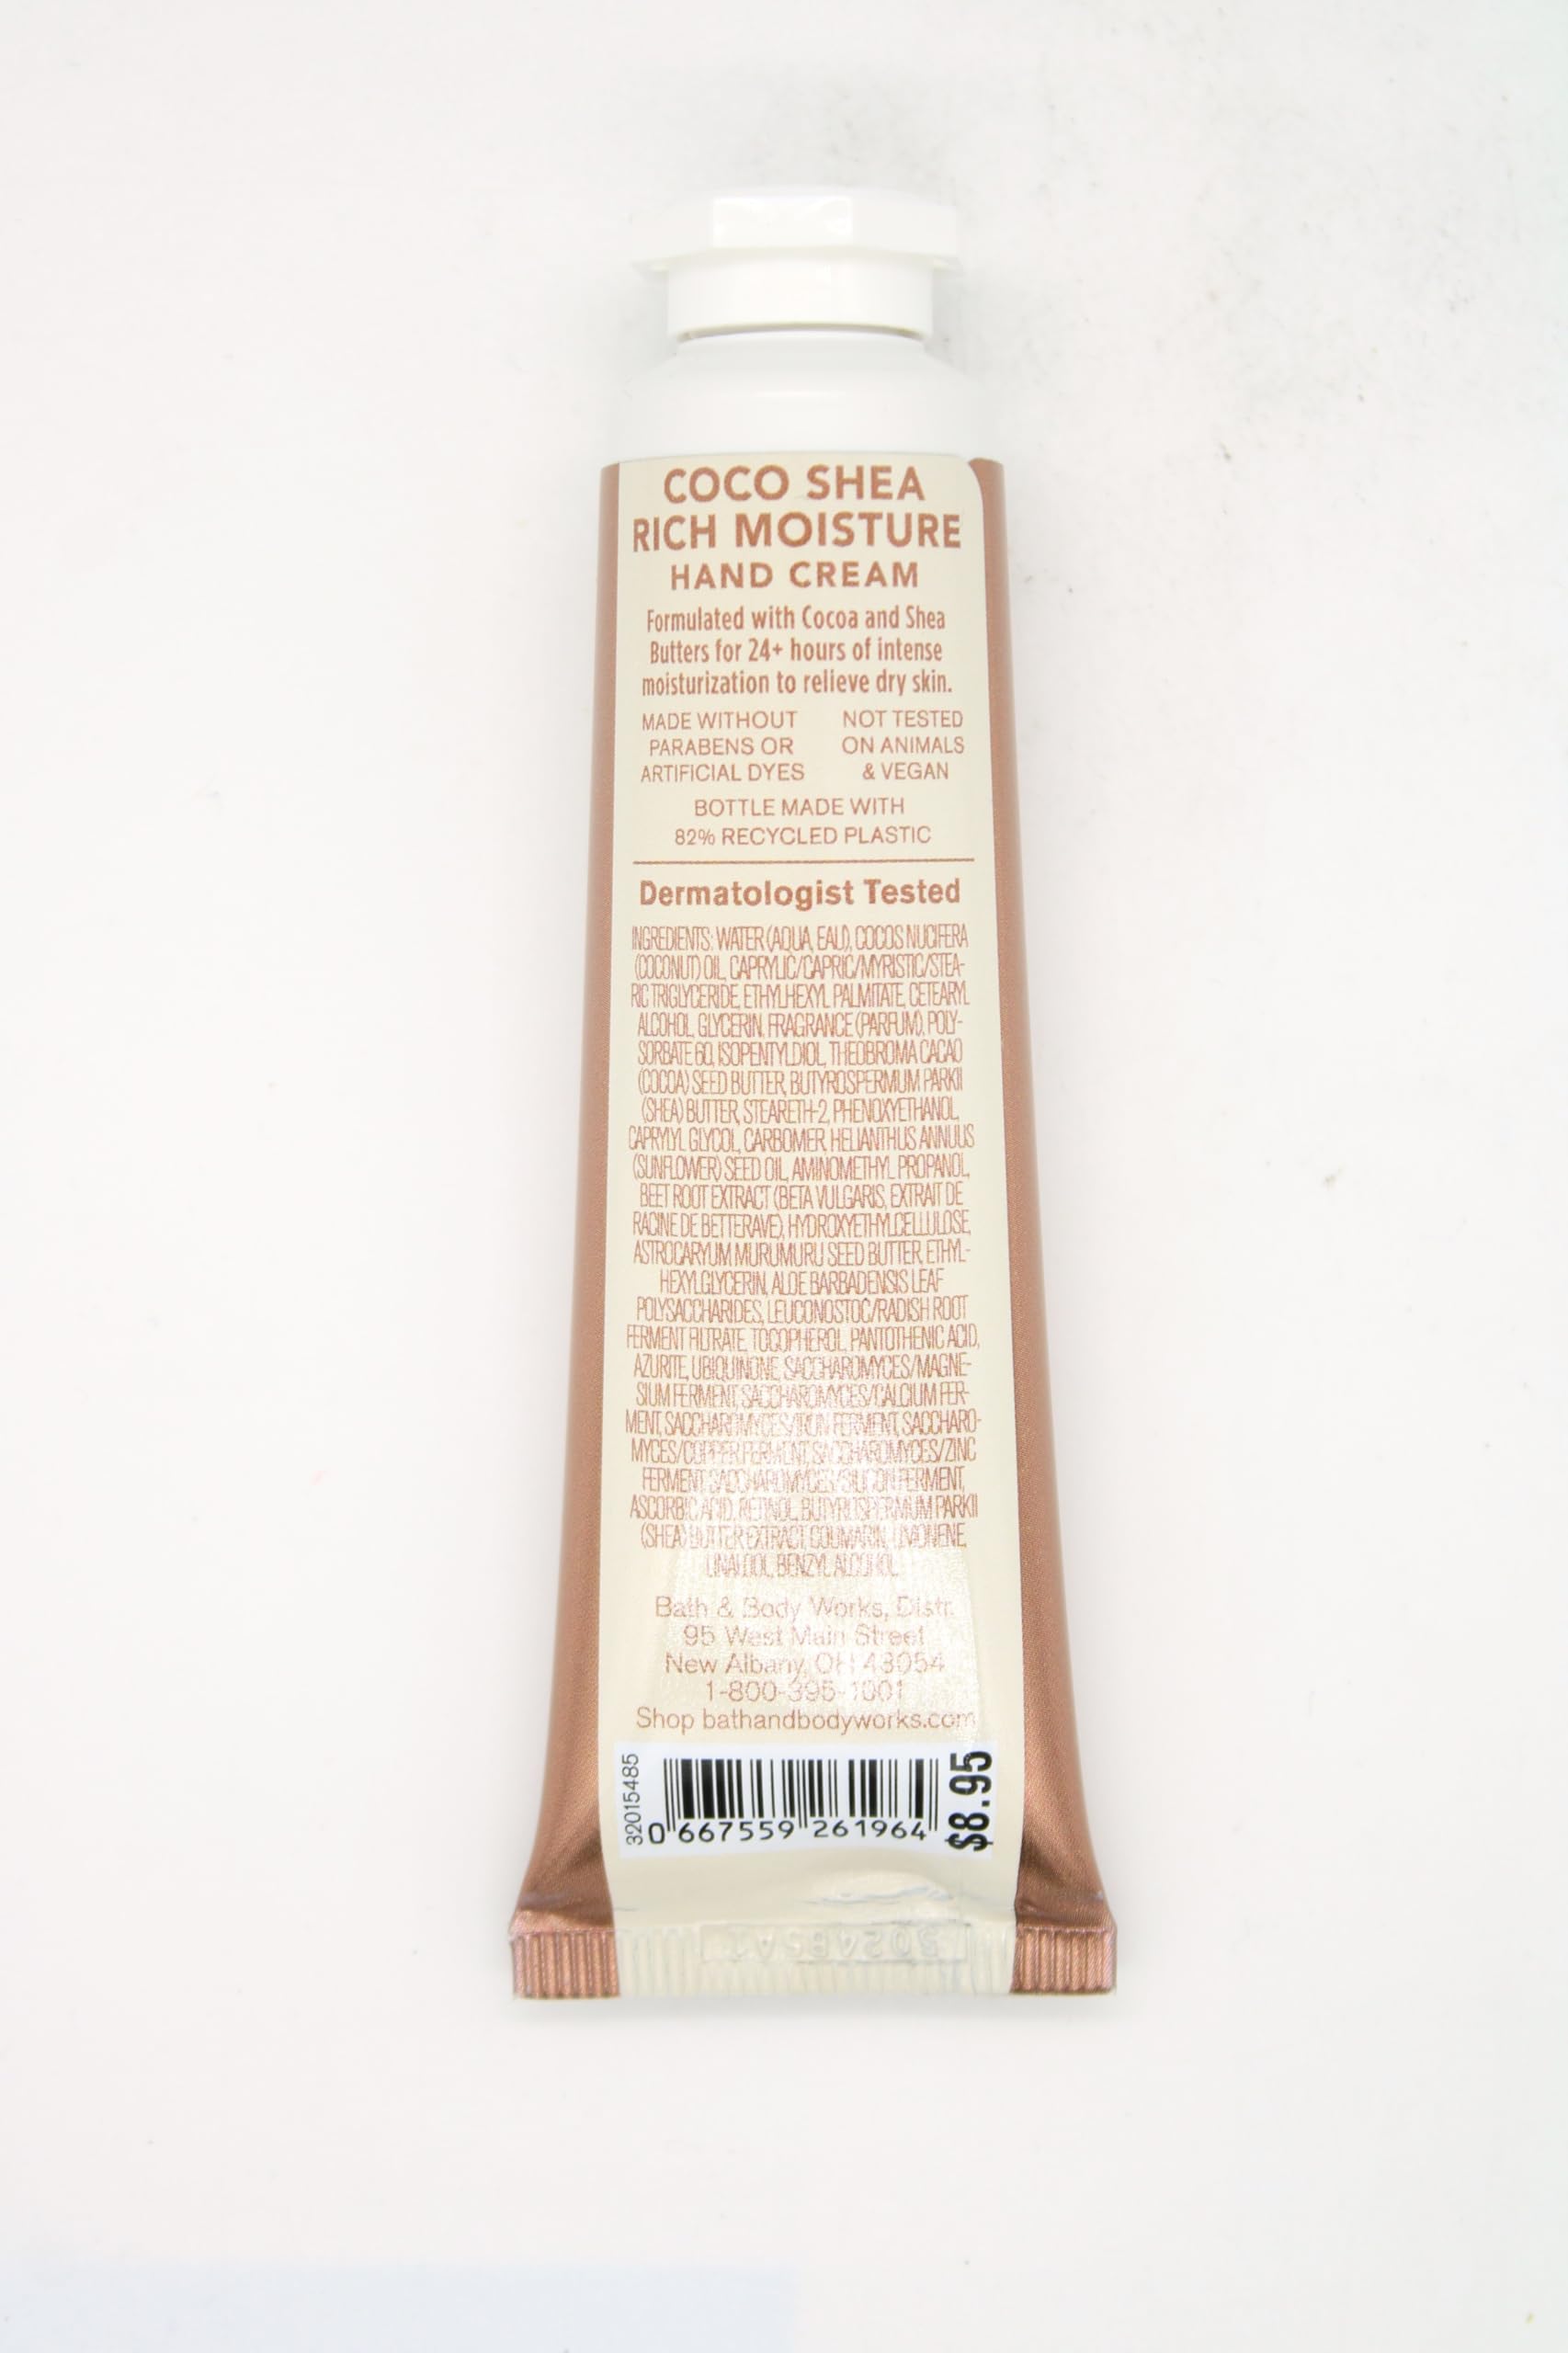 COCO SHEA
RICH MOISTURE
HAND CREAM
Formulated with Cocoa and Shea
Butters for 24+ hours of intense
moisturization to relieve dry skin.
MADE WITHOUT
PARABENS OR
ARTIFICIAL DYES
NOT TESTED
ON ANIMALS
& VEGAN
BOTTLE MADE WITH
82% RECYCLED PLASTIC
Dermatologist Tested
INGREDIENTS: WATER (AQUA, EAU), COCOS NUCIFERA
(COCONUT) OIL, CAPRYLIC/CAPRIC/MYRISTIC/STEA-
RIC TRIGLYCERIDE, ETHYLHEXYL PALMITATE, CETEARYL
ALCOHOL, GLYCERIN, FRAGRANCE (PARFUM), POLY-
SORBATE 60, ISOPENTYLDIOL, THEOBROMA CACAO
(COCOA) SEED BUTTER, BUTYROSPERMUM PARKII
(SHEA) BUTTER, STEARETH-2, PHENOXYETHANOL,
CAPRYLYL GLYCOL, CARBOMER, HELIANTHUS ANNUUS
(SUNFLOWER) SEED OIL, AMINOMETHYL PROPANOL,
BEET ROOT EXTRACT (BETA VULGARIS, EXTRAIT DE
RACINE DE BETTERAVE), HYDROXYETHYLCELLULOSE,
ASTROCARYUM MURUMURU SEED BUTTER, ETHYL-
HEXYLGLYCERIN, ALOE BARBADENSIS LEAF
POLYSACCHARIDES, LEUCONOSTOC/RADISH ROOT
FERMENT FILTRATE, TOCOPHEROL, PANTOTHENIC ACID,
AZURITE, UBIQUINONE, SACCHAROMYCES/MAGNE-
SIUM FERMENT, SACCHAROMYCES/CALCIUM FER-
MENT, SACCHAROMYCES/IRON FERMENT, SACCHARO-
MYCES/COPPER FERMENT, SACCHAROMYCES/ZINC
FERMENT, SACCHAROMYCES/SILICON FERMENT,
ASCORBIC ACID, RETINOL, BUTYROSPERMUM PARKII
(SHEA) BUTTER EXTRACT, COUMARIN, LIMONENE,
LINALOOL, BENZYL ALCOHOL.
Bath & Body Works, Distr.
95 West Main Street
New Albany, OH 43054
1-800-395-1001
Shop bathandbodyworks.com
32015485
0 667559 261964
$8.95